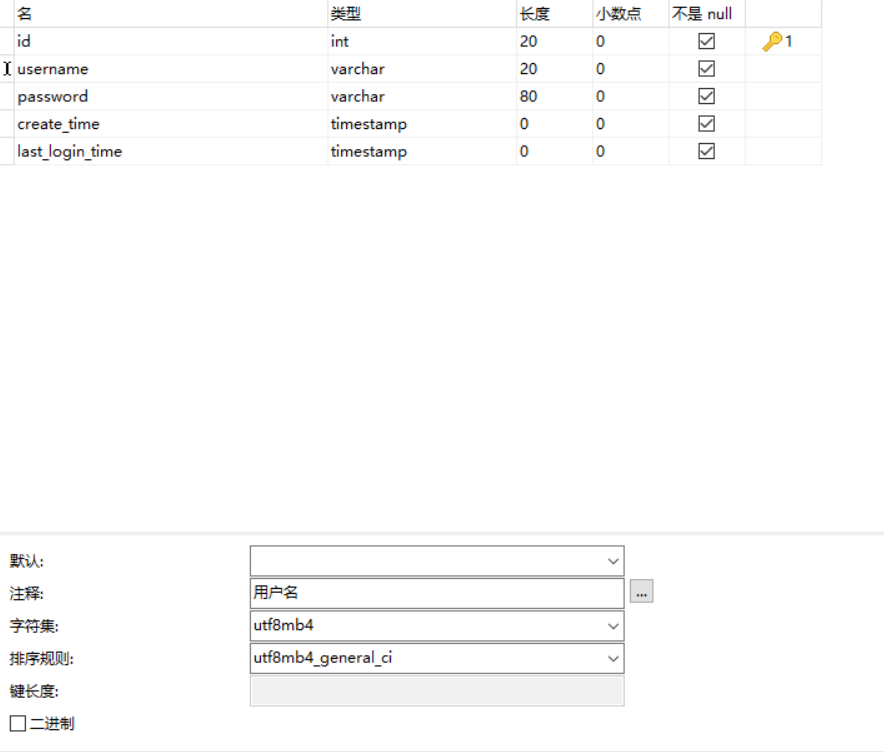 名 类型 长度 小数点 不是 null
id int 20 0 1
username varchar 20 0
password varchar 80 0
create_time timestamp 0 0
last_login_time timestamp 0 0
默认:
注释: 用户名 ...
字符集: utf8mb4
排序规则: utf8mb4_general_ci
键长度:
二进制